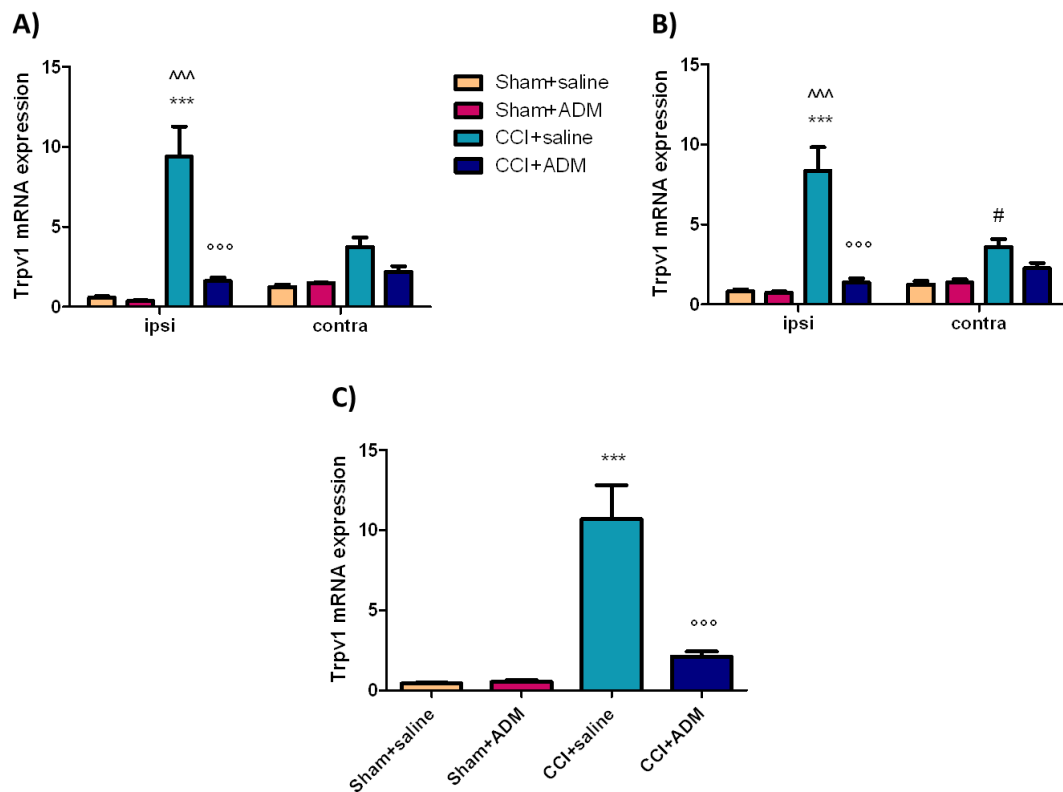 A)
Trpv1 mRNA expression
15
10
5
0
^^^
***
°°°
ipsi
contra
Sham+saline
Sham+ADM
CCI+saline
CCI+ADM
B)
Trpv1 mRNA expression
15
10
5
0
^^^
***
°°°
#
ipsi
contra
C)
Trpv1 mRNA expression
15
10
5
0
***
°°°
Sham+saline
Sham+ADM
CCI+saline
CCI+ADM